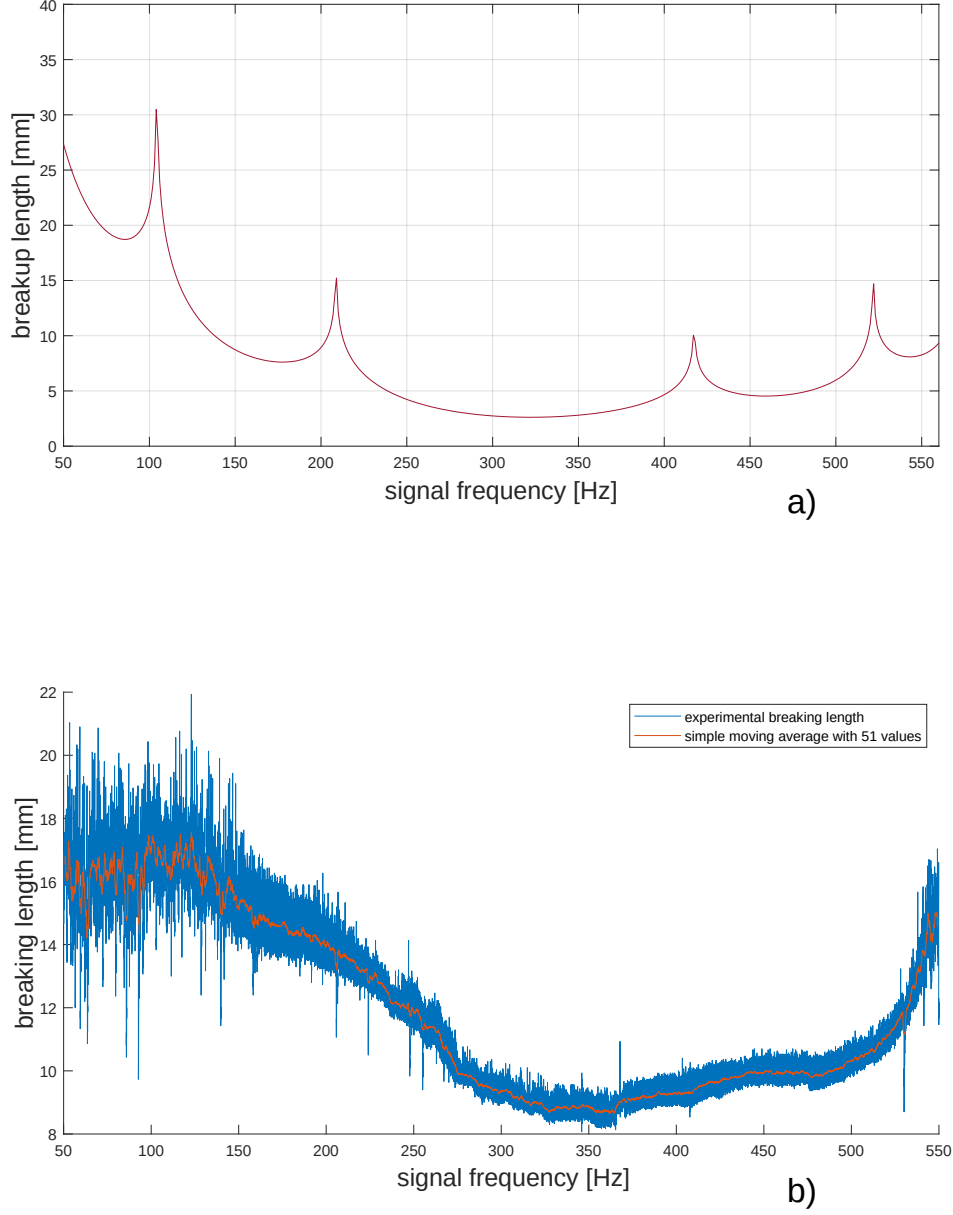 40
35
30
25
20
15
10
5
0
breakup length [mm]
50 100 150 200 250 300 350 400 450 500 550
signal frequency [Hz]
a)
22
20
18
16
14
12
10
8
breaking length [mm]
experimental breaking length
simple moving average with 51 values
50 100 150 200 250 300 350 400 450 500 550
signal frequency [Hz]
b)